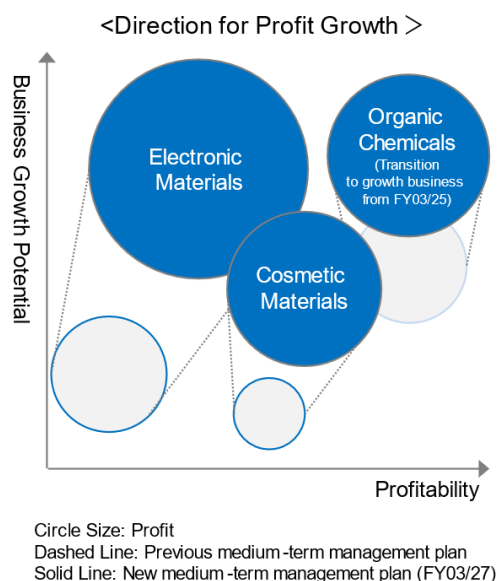 <Direction for Profit Growth >
Business Growth Potential
Electronic
Materials
Organic
Chemicals
(Transition
to growth business
from FY03/25)
Cosmetic
Materials
Profitability
Circle Size: Profit
Dashed Line: Previous medium-term management plan
Solid Line: New medium-term management plan (FY03/27)